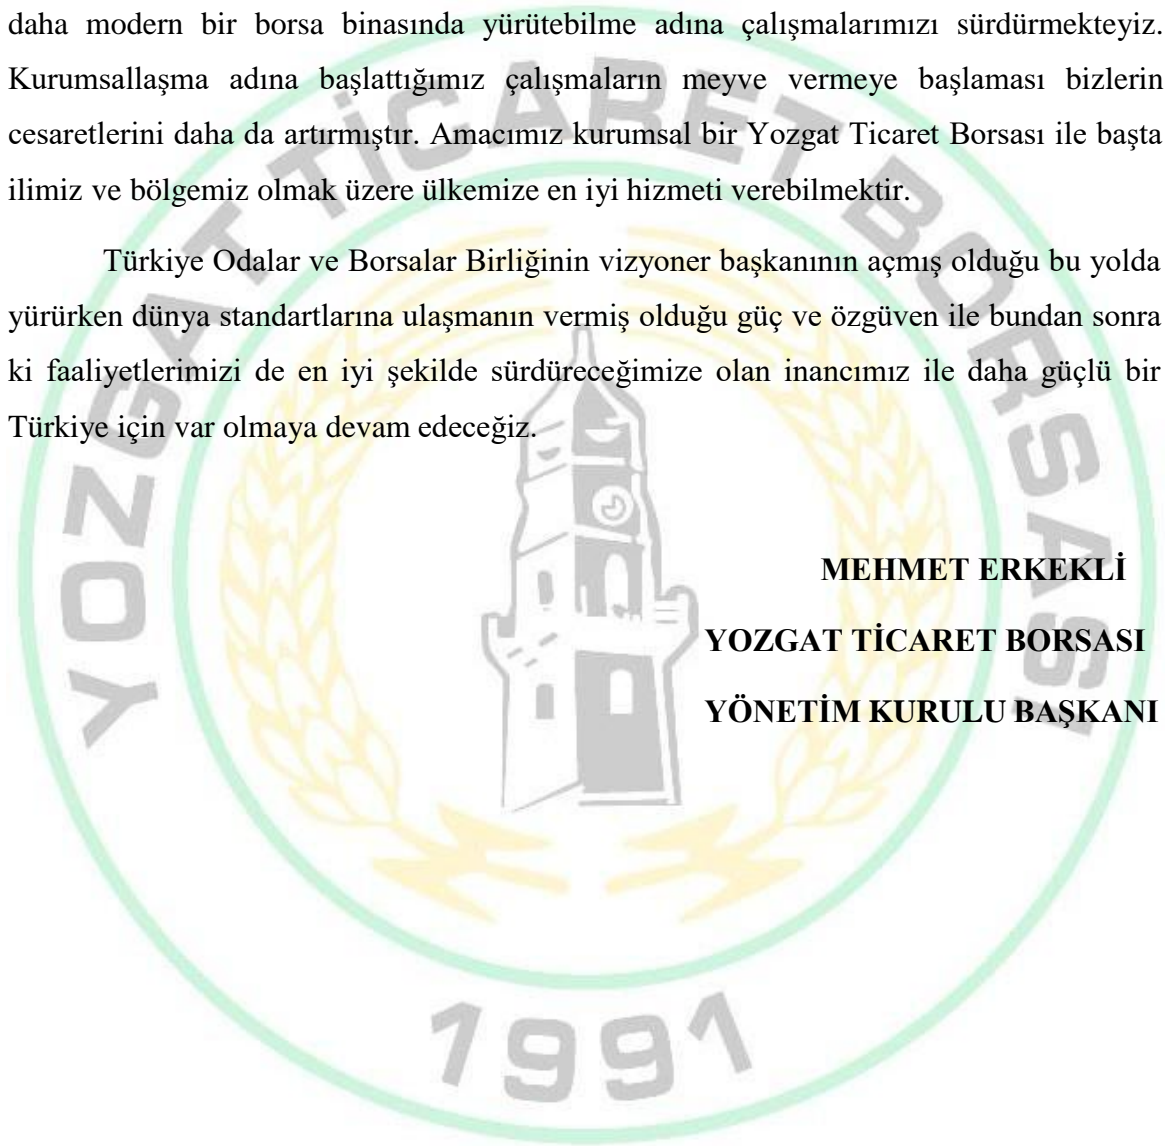 daha modern bir borsa binasında yürütebilme adına çalışmalarımızı sürdürmekteyiz.
Kurumsallaşma adına başlattığımız çalışmaların meyve vermeye başlaması bizlerin
cesaretlerini daha da artırmıştır. Amacımız kurumsal bir Yozgat Ticaret Borsası ile başta
ilimiz ve bölgemiz olmak üzere ülkemize en iyi hizmeti verebilmektir.
Türkiye Odalar ve Borsalar Birliğinin vizyoner başkanının açmış olduğu bu yolda
yürürken dünya standartlarına ulaşmanın vermiş olduğu güç ve özgüven ile bundan sonra
ki faaliyetlerimizi de en iyi şekilde sürdüreceğimize olan inancımız ile daha güçlü bir
Türkiye için var olmaya devam edeceğiz.
MEHMET ERKEKLİ
YOZGAT TİCARET BORSASI
YÖNETİM KURULU BAŞKANI
YOZGAT TİCARET BORSASI
1991